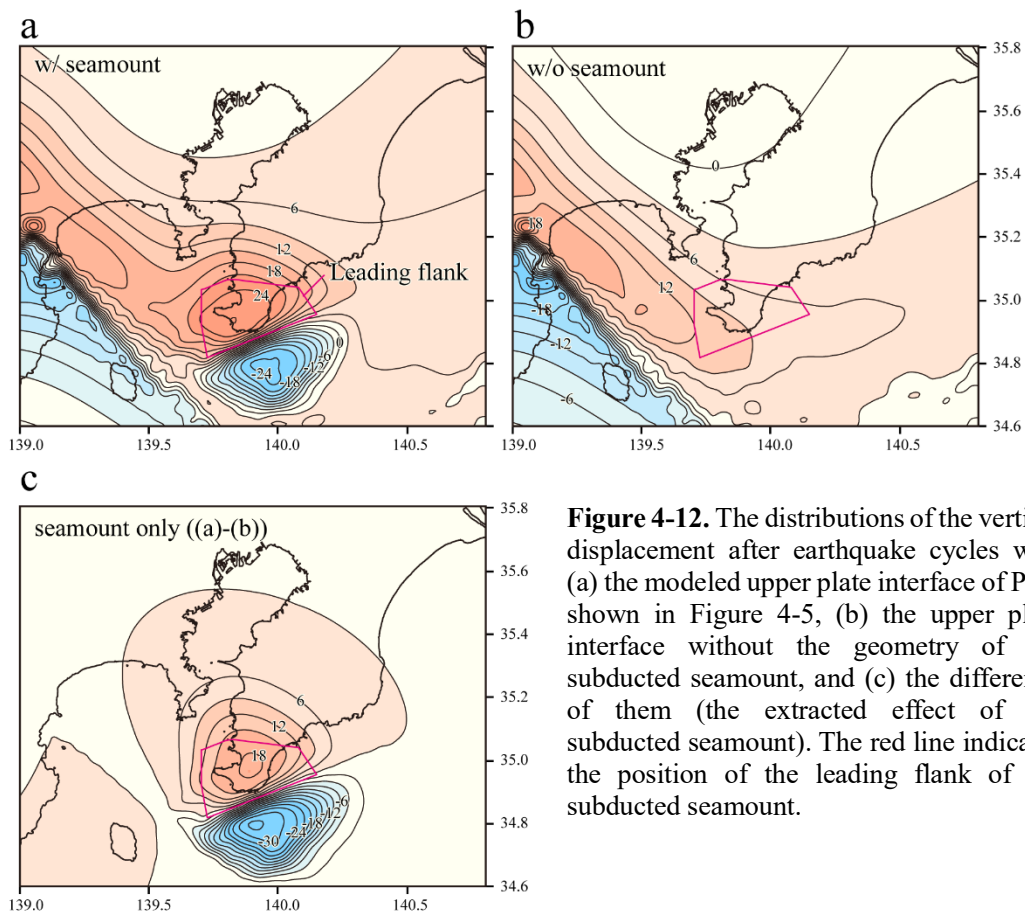 a
b
w/ seamount
w/o seamount
35.8
35.6
35.4
35.2
35.0
34.8
34.6
6
12
18
24
Leading flank
0
-6
-12
-18
-24
0
18
6
12
-18
-12
-6
139.0
139.5
140.0
140.5
139.0
139.5
140.0
140.5
c
seamount only ((a)-(b))
35.8
35.6
35.4
35.2
35.0
34.8
34.6
6
12
18
-6
-12
-18
-24
-30
139.0
139.5
140.0
140.5
Figure 4-12. The distributions of the verti
displacement after earthquake cycles w
(a) the modeled upper plate interface of P
shown in Figure 4-5, (b) the upper pl
interface without the geometry of
subducted seamount, and (c) the differen
of them (the extracted effect of
subducted seamount). The red line indica
the position of the leading flank of
subducted seamount.